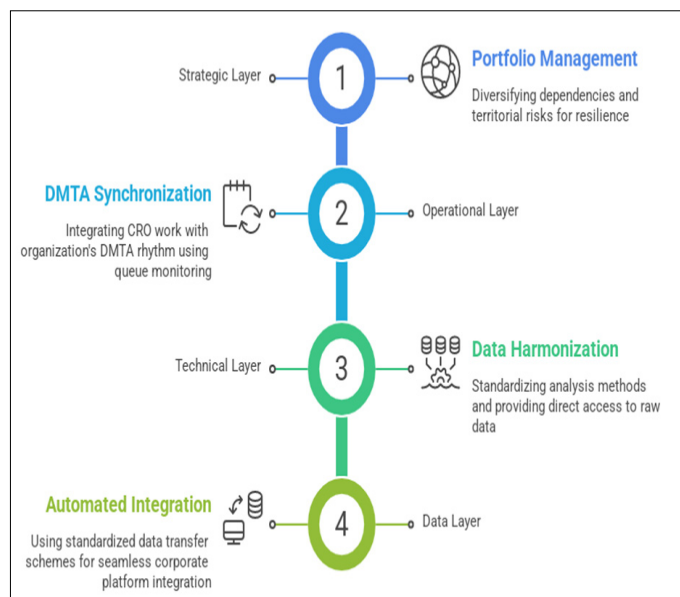 Strategic Layer
1
Portfolio Management
Diversifying dependencies and
territorial risks for resilience
DMTA Synchronization
Integrating CRO work with
organization's DMTA rhythm using
queue monitoring
2
Operational Layer
Technical Layer
3
Data Harmonization
Standardizing analysis methods
and providing direct access to raw
data
Automated Integration
Using standardized data transfer
schemes for seamless corporate
platform integration
4
Data Layer